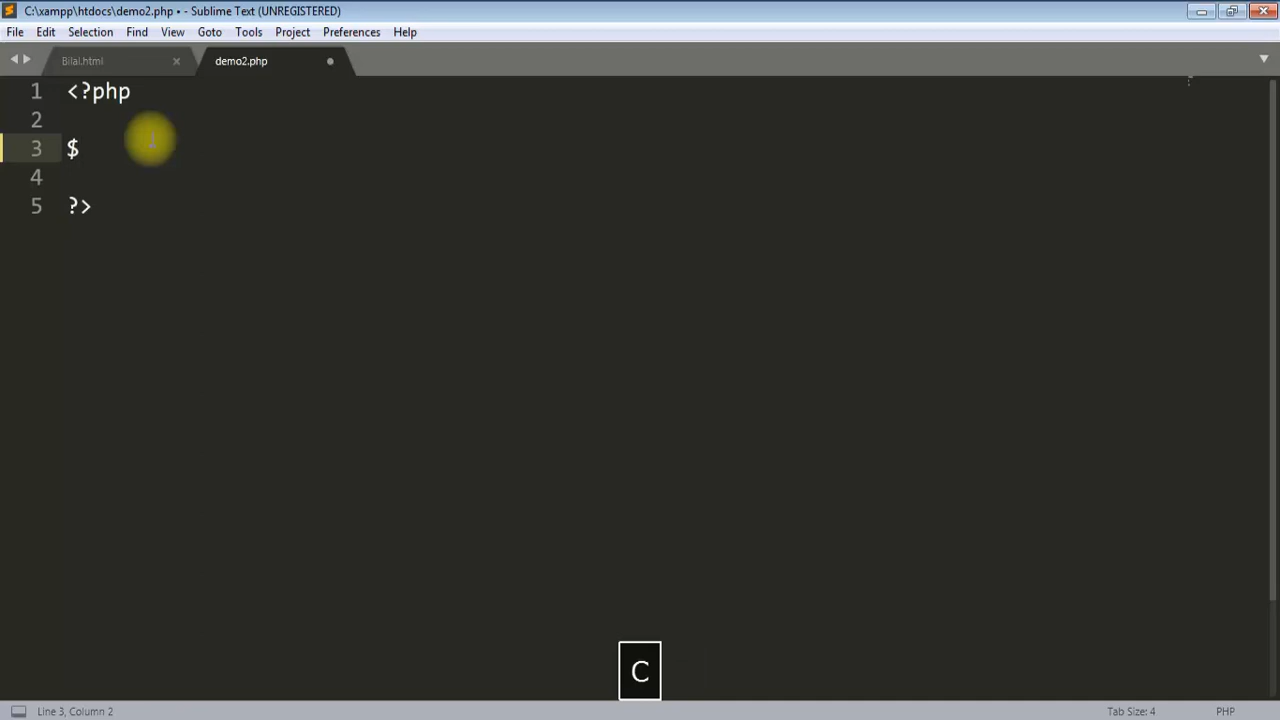 C:\xampp\htdocs\demo2.php • - Sublime Text (UNREGISTERED)
File Edit Selection Find View Goto Tools Project Preferences Help
Bilal.html demo2.php
1 <?php
2
3 $
4
5 ?>
C
Line 3, Column 2 Tab Size: 4 PHP